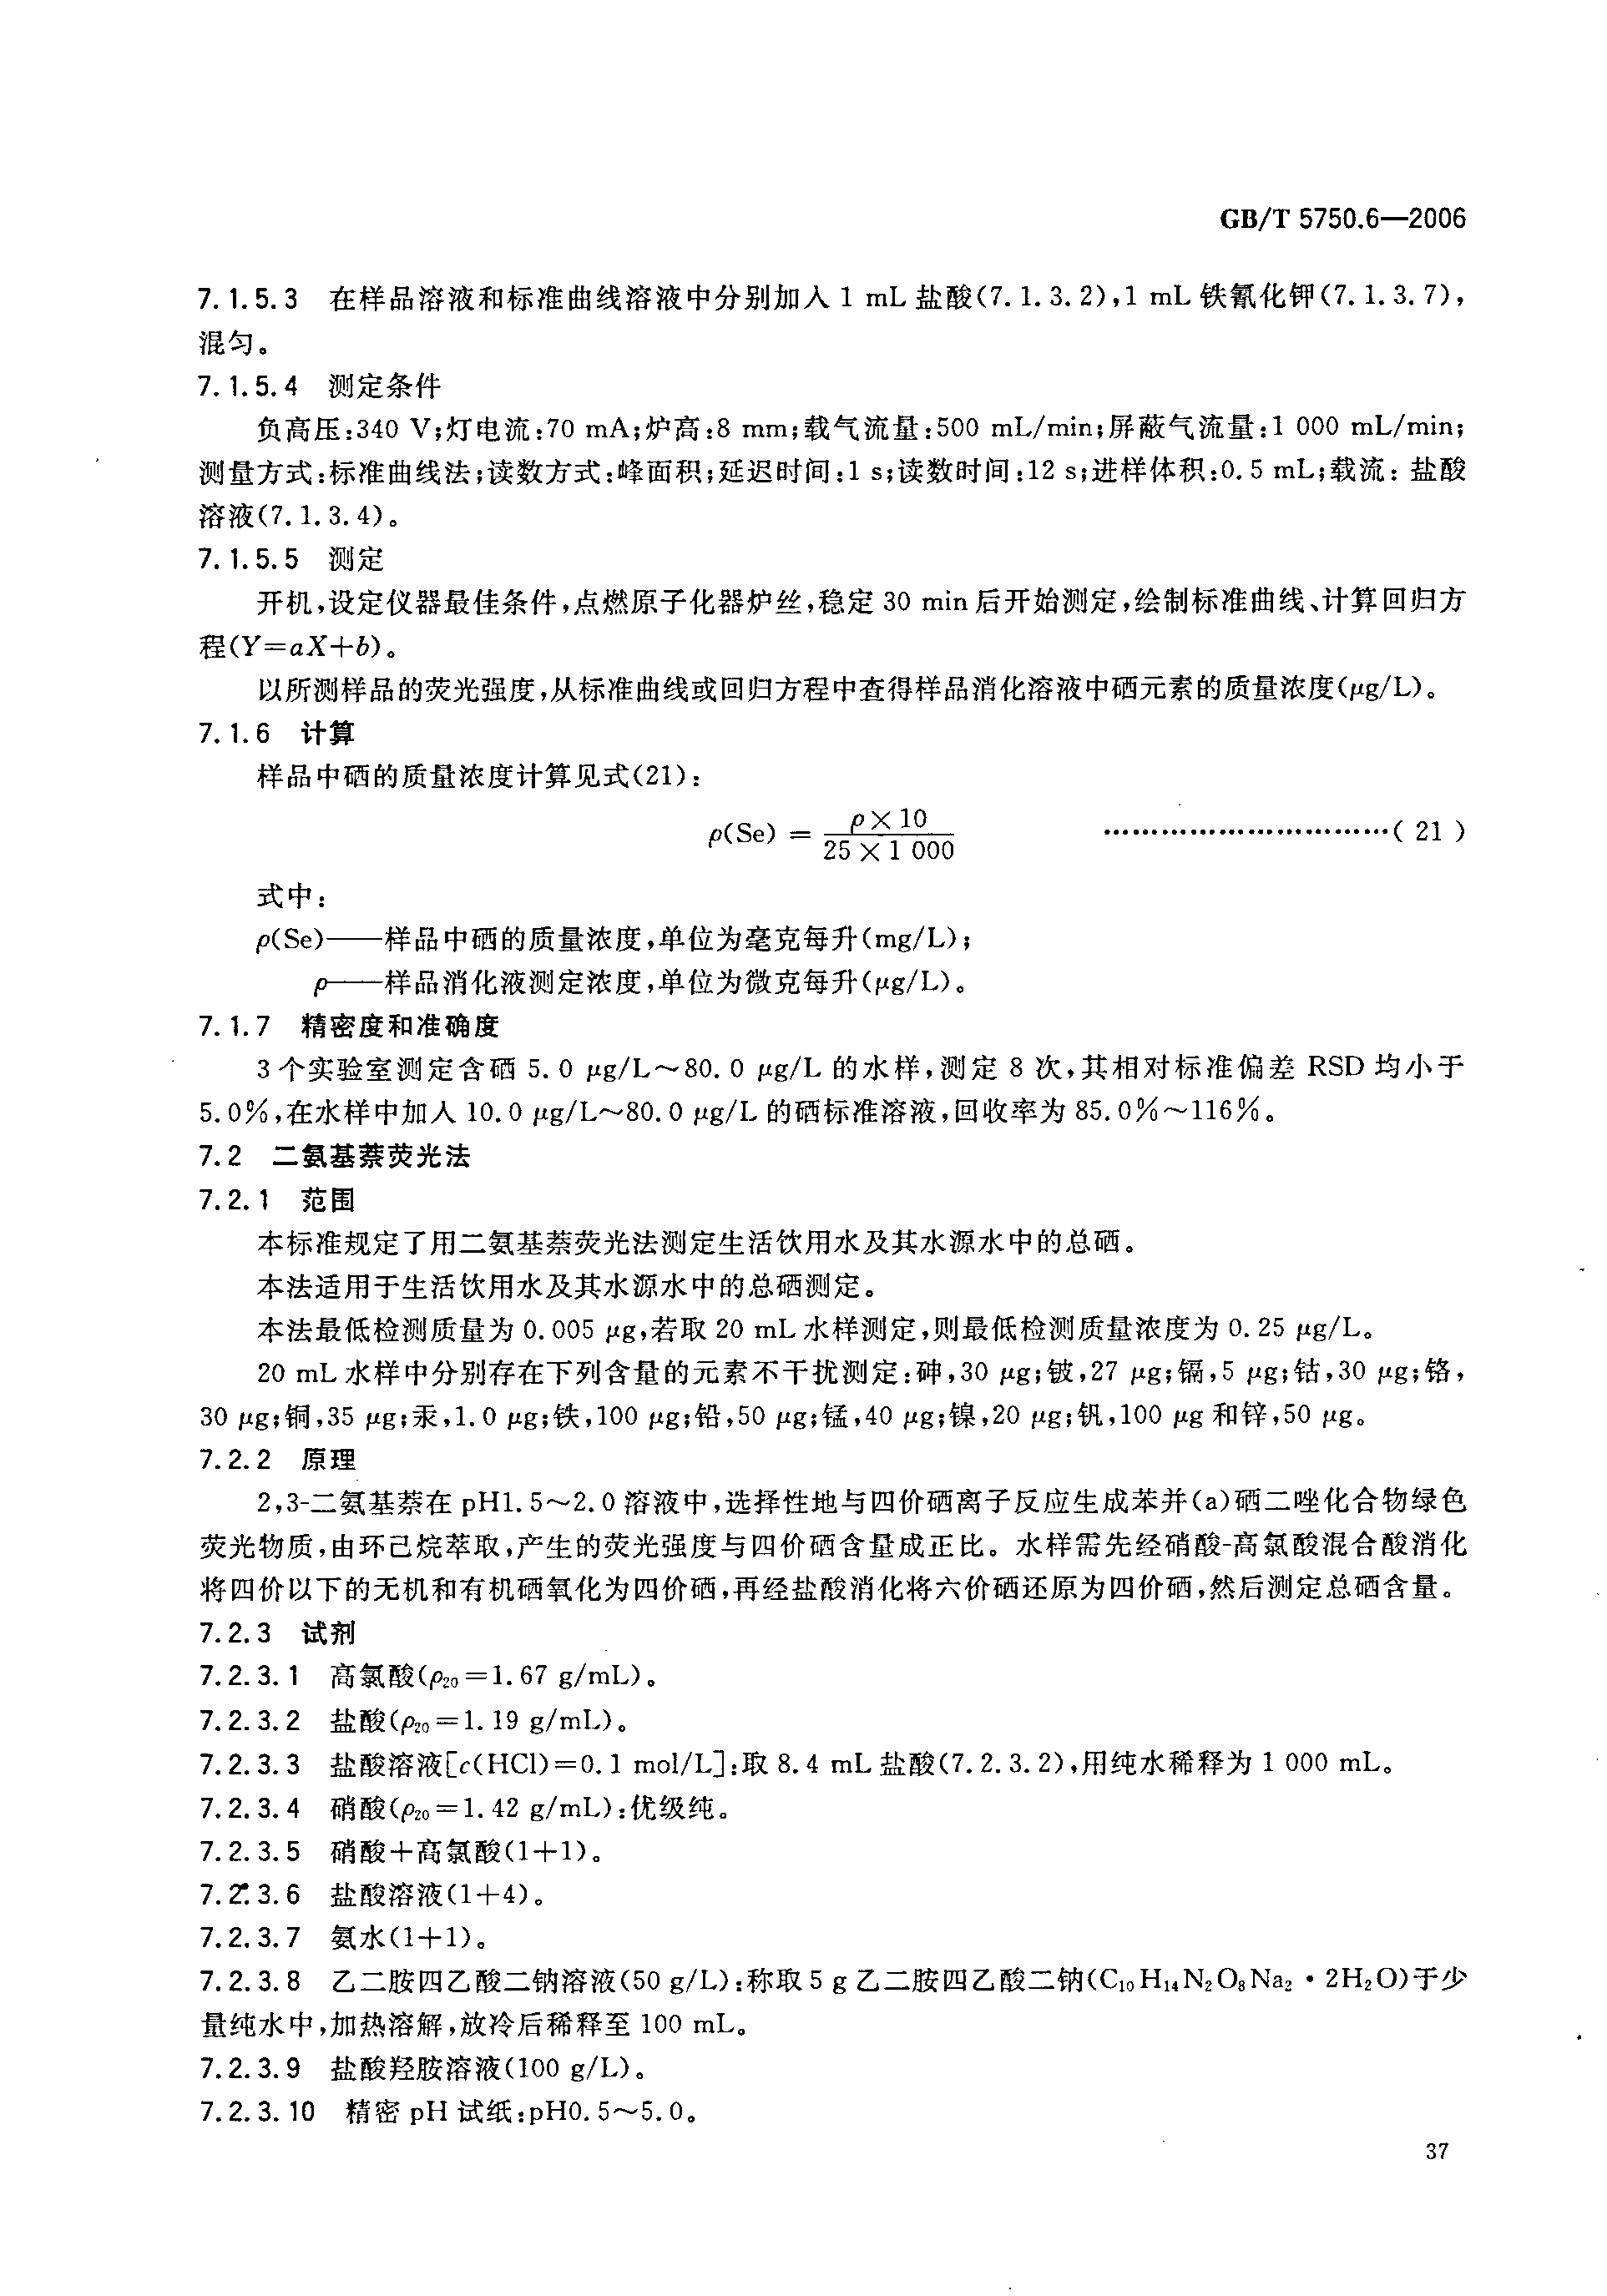 GB/T 5750.6—2006
7.1.5.3 在样品溶液和标准曲线溶液中分别加入 1 mL 盐酸(7.1.3.2),1 mL 铁氰化钾(7.1.3.7),
混匀。
7.1.5.4 测定条件
负高压:340 V;灯电流:70 mA;炉高:8 mm;载气流量:500 mL/min;屏蔽气流量:1 000 mL/min;
测量方式:标准曲线法;读数方式:峰面积;延迟时间:1 s;读数时间:12 s;进样体积:0.5 mL;载流:盐酸
溶液(7.1.3.4)。
7.1.5.5 测定
开机,设定仪器最佳条件,点燃原子化器炉丝,稳定 30 min 后开始测定,绘制标准曲线、计算回归方
程(Y=aX+b)。
以所测样品的荧光强度,从标准曲线或回归方程中查得样品消化溶液中硒元素的质量浓度(μg/L)。
7.1.6 计算
样品中硒的质量浓度计算见式(21):
ρ(Se) = ρ×10 / 25×1 000 ……………………………( 21 )
式中:
ρ(Se)——样品中硒的质量浓度,单位为毫克每升(mg/L);
ρ——样品消化液测定浓度,单位为微克每升(μg/L)。
7.1.7 精密度和准确度
3 个实验室测定含硒 5.0 μg/L~80.0 μg/L 的水样,测定 8 次,其相对标准偏差 RSD 均小于
5.0%,在水样中加入 10.0 μg/L~80.0 μg/L 的硒标准溶液,回收率为 85.0%~116%。
7.2 二氨基萘荧光法
7.2.1 范围
本标准规定了用二氨基萘荧光法测定生活饮用水及其水源水中的总硒。
本法适用于生活饮用水及其水源水中的总硒测定。
本法最低检测质量为 0.005 μg,若取 20 mL 水样测定,则最低检测质量浓度为 0.25 μg/L。
20 mL 水样中分别存在下列含量的元素不干扰测定:砷,30 μg;铍,27 μg;镉,5 μg;钴,30 μg;铬,
30 μg;铜,35 μg;汞,1.0 μg;铁,100 μg;铅,50 μg;锰,40 μg;镍,20 μg;钒,100 μg 和锌,50 μg。
7.2.2 原理
2,3-二氨基萘在 pH1.5~2.0 溶液中,选择性地与四价硒离子反应生成苯并(a)硒二唑化合物绿色
荧光物质,由环己烷萃取,产生的荧光强度与四价硒含量成正比。水样需先经硝酸-高氯酸混合酸消化
将四价以下的无机和有机硒氧化为四价硒,再经盐酸消化将六价硒还原为四价硒,然后测定总硒含量。
7.2.3 试剂
7.2.3.1 高氯酸(ρ₂₀=1.67 g/mL)。
7.2.3.2 盐酸(ρ₂₀=1.19 g/mL)。
7.2.3.3 盐酸溶液[c(HCl)=0.1 mol/L]:取 8.4 mL 盐酸(7.2.3.2),用纯水稀释为 1 000 mL。
7.2.3.4 硝酸(ρ₂₀=1.42 g/mL):优级纯。
7.2.3.5 硝酸+高氯酸(1+1)。
7.2.3.6 盐酸溶液(1+4)。
7.2.3.7 氨水(1+1)。
7.2.3.8 乙二胺四乙酸二钠溶液(50 g/L):称取 5 g 乙二胺四乙酸二钠(C₁₀H₁₄N₂O₈Na₂·2H₂O)于少
量纯水中,加热溶解,放冷后稀释至 100 mL。
7.2.3.9 盐酸羟胺溶液(100 g/L)。
7.2.3.10 精密 pH 试纸:pH0.5~5.0。
37